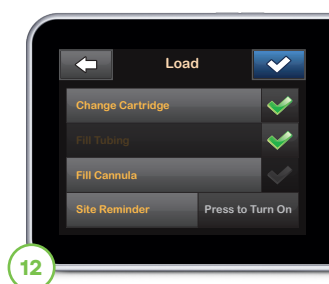 Load
Change Cartridge
Fill Tubing
Fill Cannula
Site Reminder Press to Turn On
12